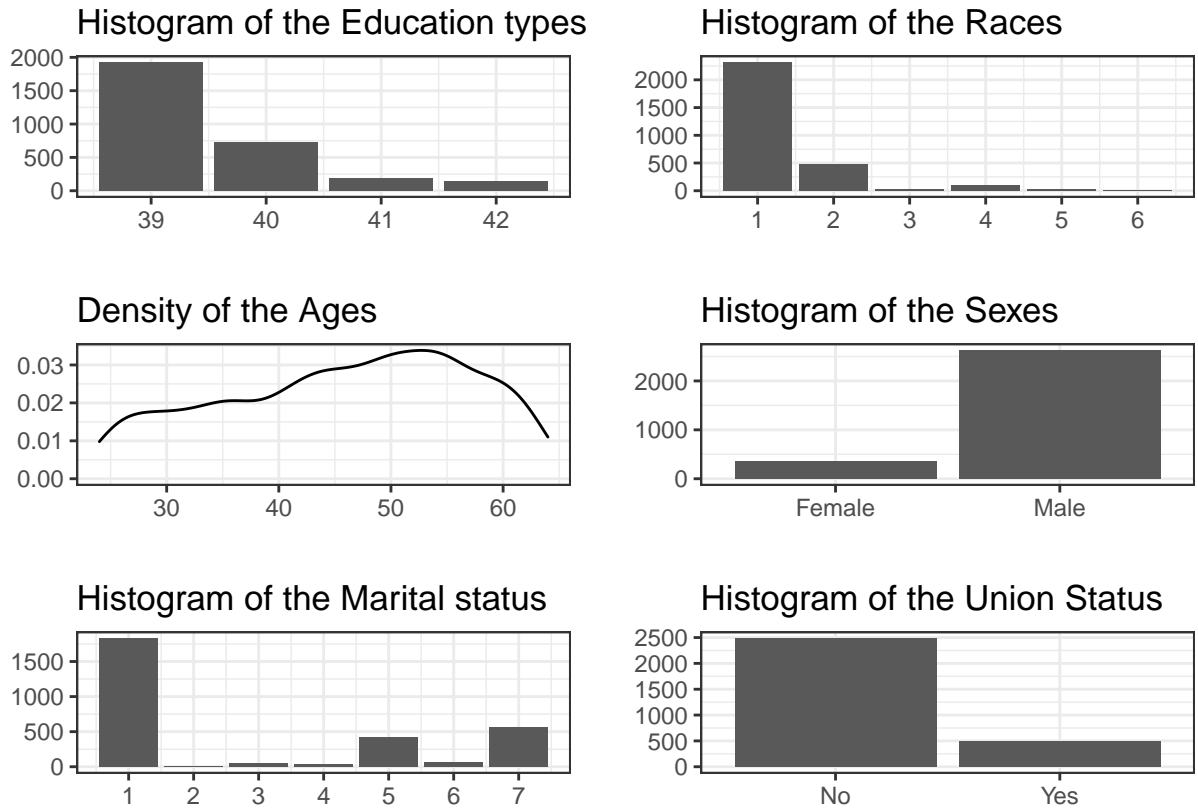 Histogram of the Education types
2000
1500
1000
500
0
39 40 41 42
Histogram of the Races
2000
1500
1000
500
0
1 2 3 4 5 6
Density of the Ages
0.03
0.02
0.01
0.00
30 40 50 60
Histogram of the Sexes
2000
1000
0
Female Male
Histogram of the Marital status
1500
1000
500
0
1 2 3 4 5 6 7
Histogram of the Union Status
2500
2000
1500
1000
500
0
No Yes